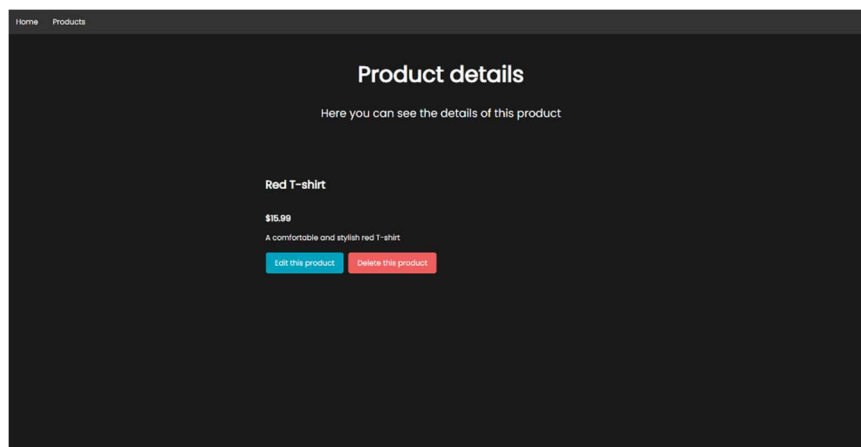 Home Products
Product details
Here you can see the details of this product
Red T-shirt
$15.99
A comfortable and stylish red T-shirt
Edit this product Delete this product